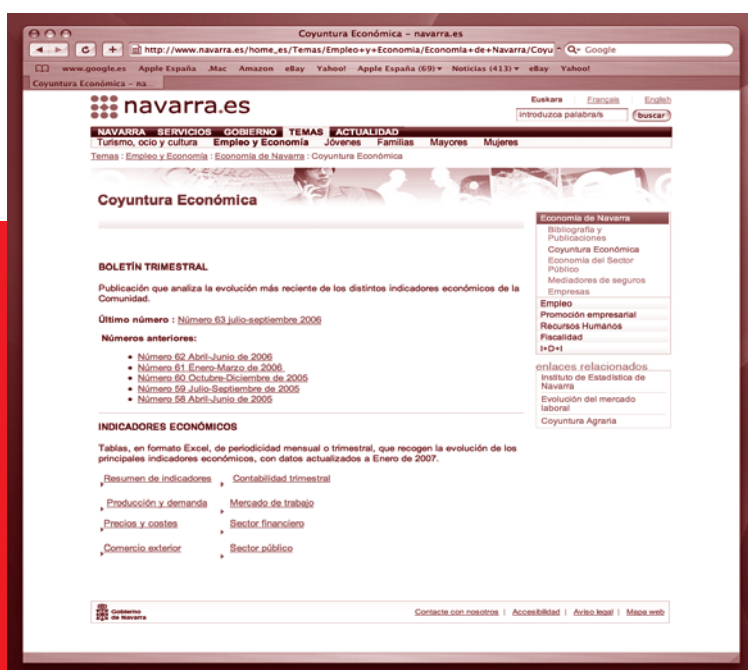 Coyuntura Económica – navarra.es
http://www.navarra.es/home_es/Temas/Empleo+y+Economia/Economia+de+Navarra/Coyu
Google
www.google.es Apple España .Mac Amazon eBay Yahoo! Apple España (69) Noticias (413) eBay Yahoo!
Coyuntura Económica – na...
navarra.es
Euskara Français English
introduzca palabra/s buscar
NAVARRA SERVICIOS GOBIERNO TEMAS ACTUALIDAD
Turismo, ocio y cultura Empleo y Economía Jóvenes Familias Mayores Mujeres
Temas : Empleo y Economía : Economía de Navarra : Coyuntura Económica
Coyuntura Económica
BOLETÍN TRIMESTRAL
Publicación que analiza la evolución más reciente de los distintos indicadores económicos de la
Comunidad.
Último número : Número 63 julio-septiembre 2006
Números anteriores:
• Número 62 Abril-Junio de 2006
• Número 61 Enero-Marzo de 2006
• Número 60 Octubre-Diciembre de 2005
• Número 59 Julio-Septiembre de 2005
• Número 58 Abril-Junio de 2005
INDICADORES ECONÓMICOS
Tablas, en formato Excel, de periodicidad mensual o trimestral, que recogen la evolución de los
principales indicadores económicos, con datos actualizados a Enero de 2007.
Resumen de indicadores Contabilidad trimestral
Producción y demanda Mercado de trabajo
Precios y costes Sector financiero
Comercio exterior Sector público
Economía de Navarra
Bibliografía y
Publicaciones
Coyuntura Económica
Economía del Sector
Público
Mediadores de seguros
Empresas
Empleo
Promoción empresarial
Recursos Humanos
Fiscalidad
I+D+I
enlaces relacionados
Instituto de Estadística de
Navarra
Evolución del mercado
laboral
Coyuntura Agraria
Gobierno
de Navarra
Contacte con nosotros | Accesibilidad | Aviso legal | Mapa web